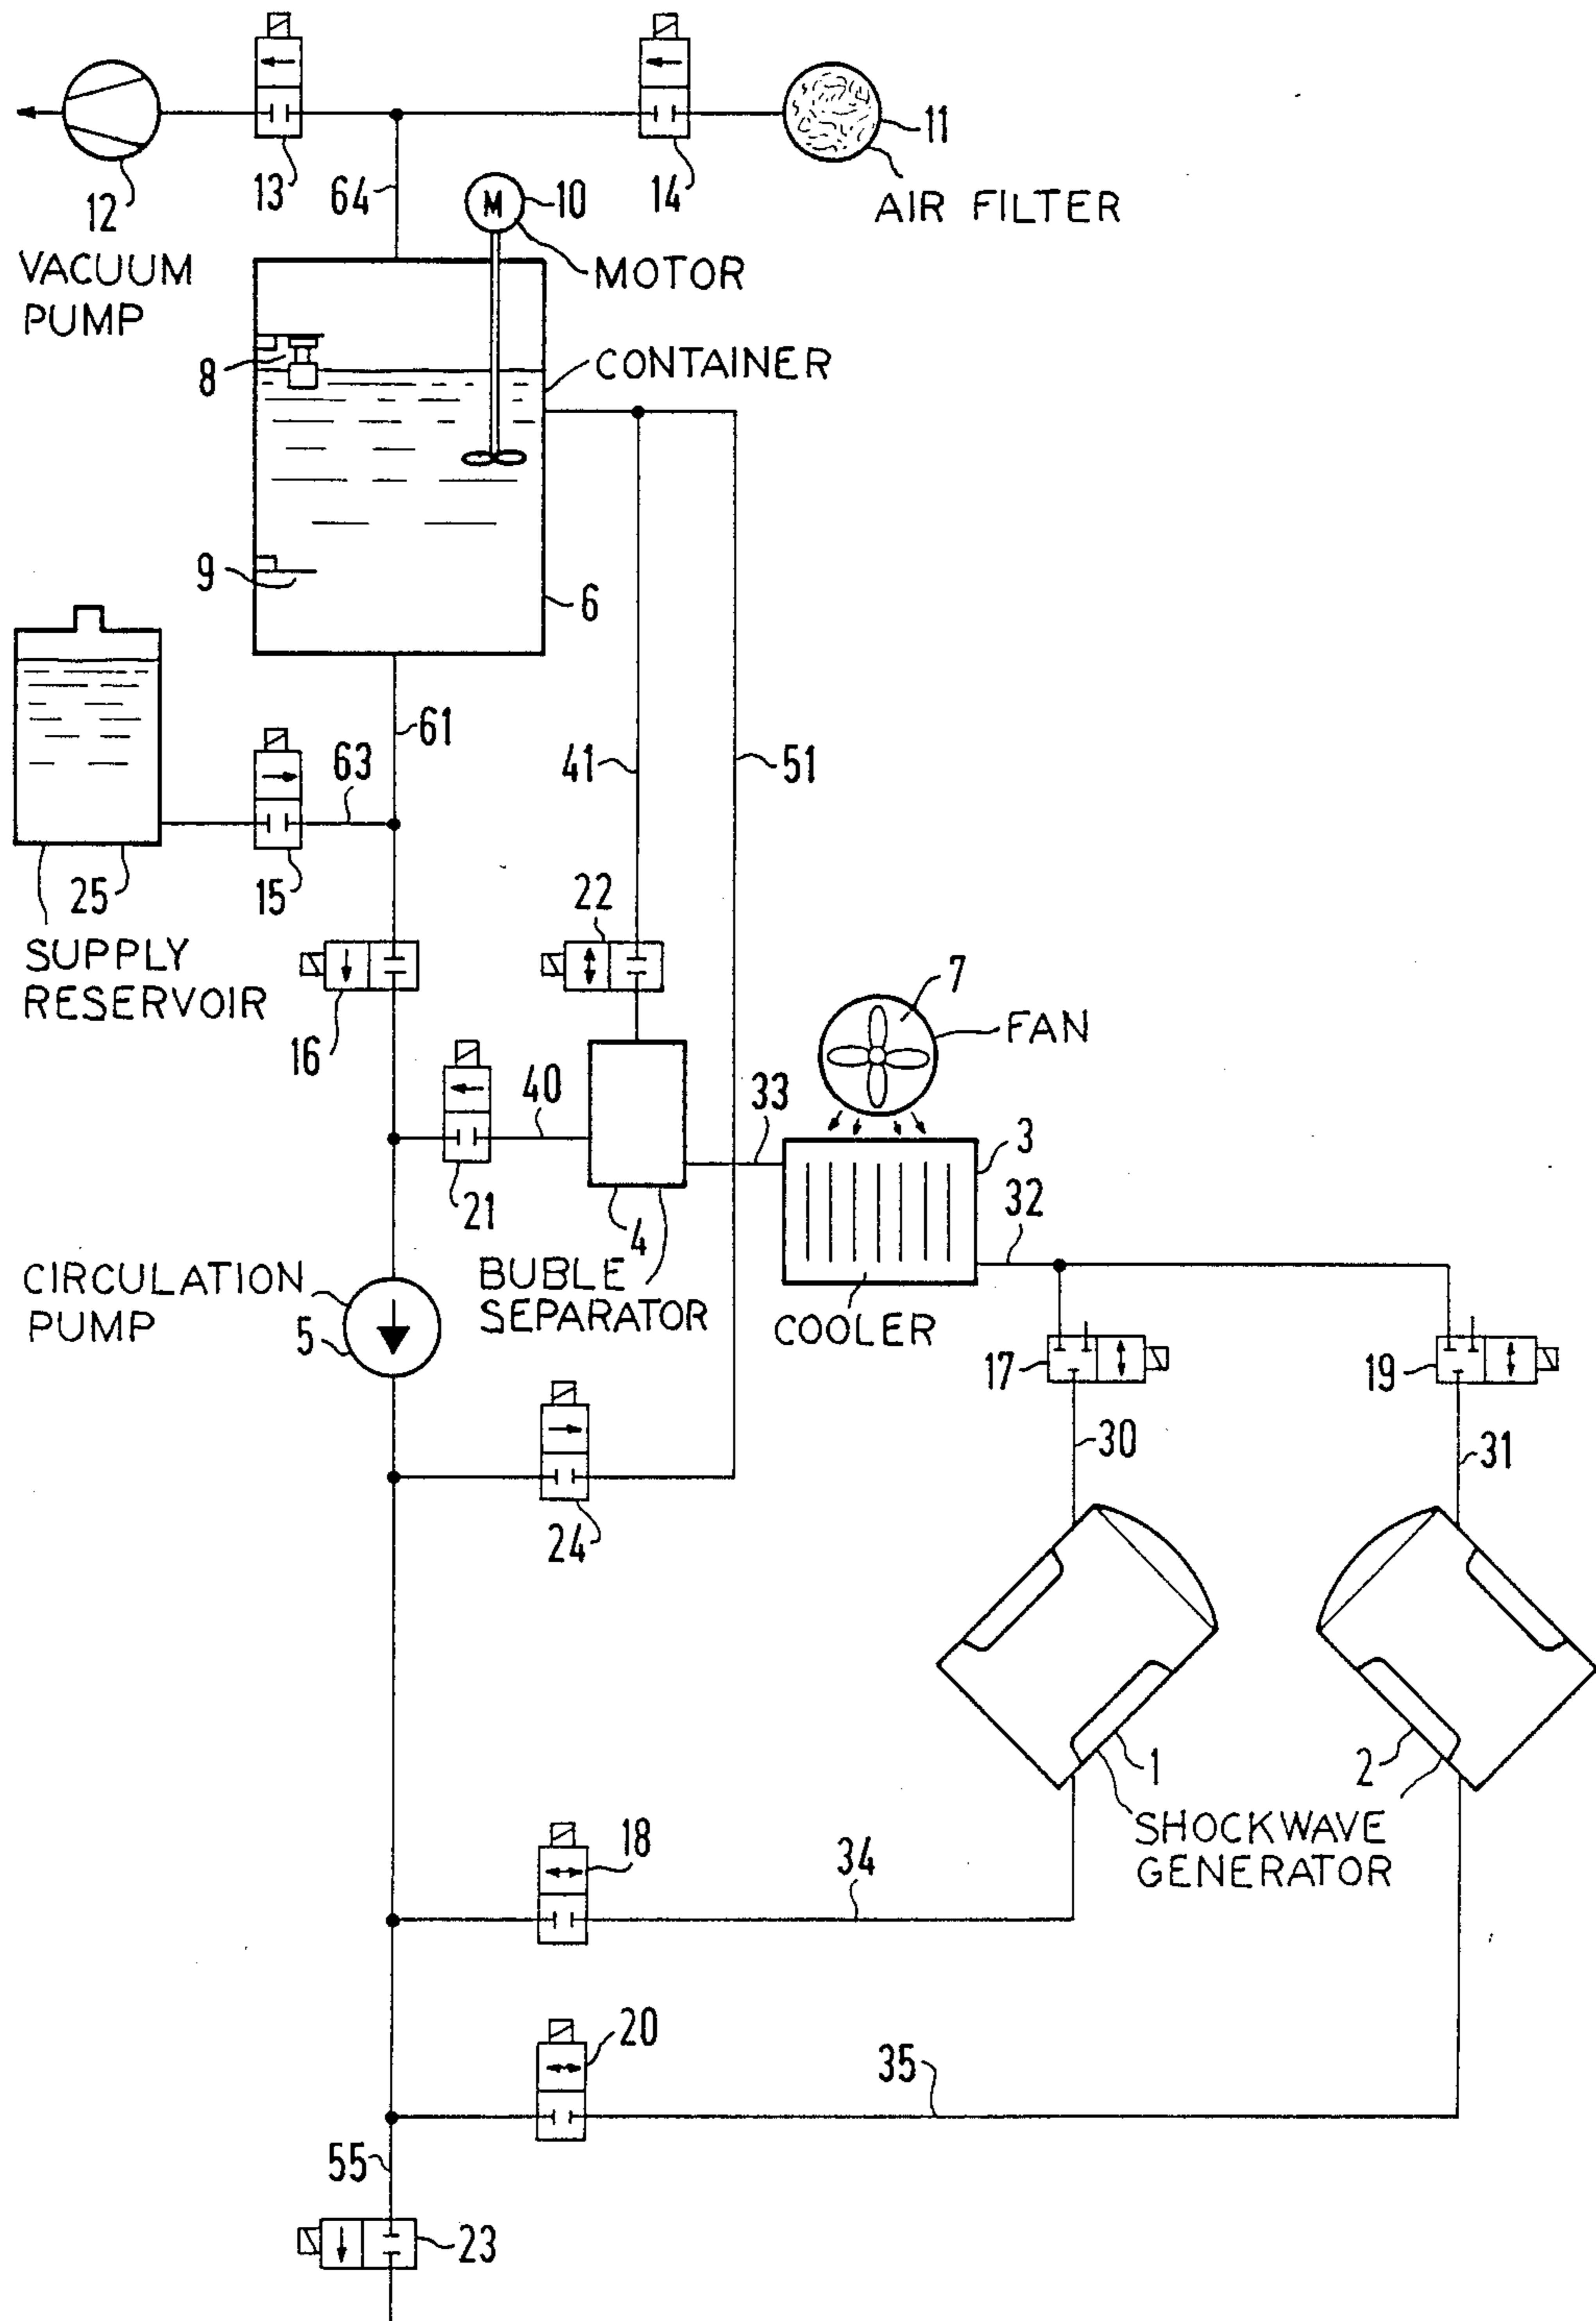 13
14
11
12
64
M
10
AIR FILTER
VACUUM
PUMP
MOTOR
8
CONTAINER
9
6
61
63
41
51
25
15
22
SUPPLY
RESERVOIR
16
7
FAN
40
33
3
21
4
32
CIRCULATION
PUMP
5
BUBLE
SEPARATOR
COOLER
17
19
30
31
24
1
2
SHOCKWAVE
GENERATOR
18
34
20
35
55
23